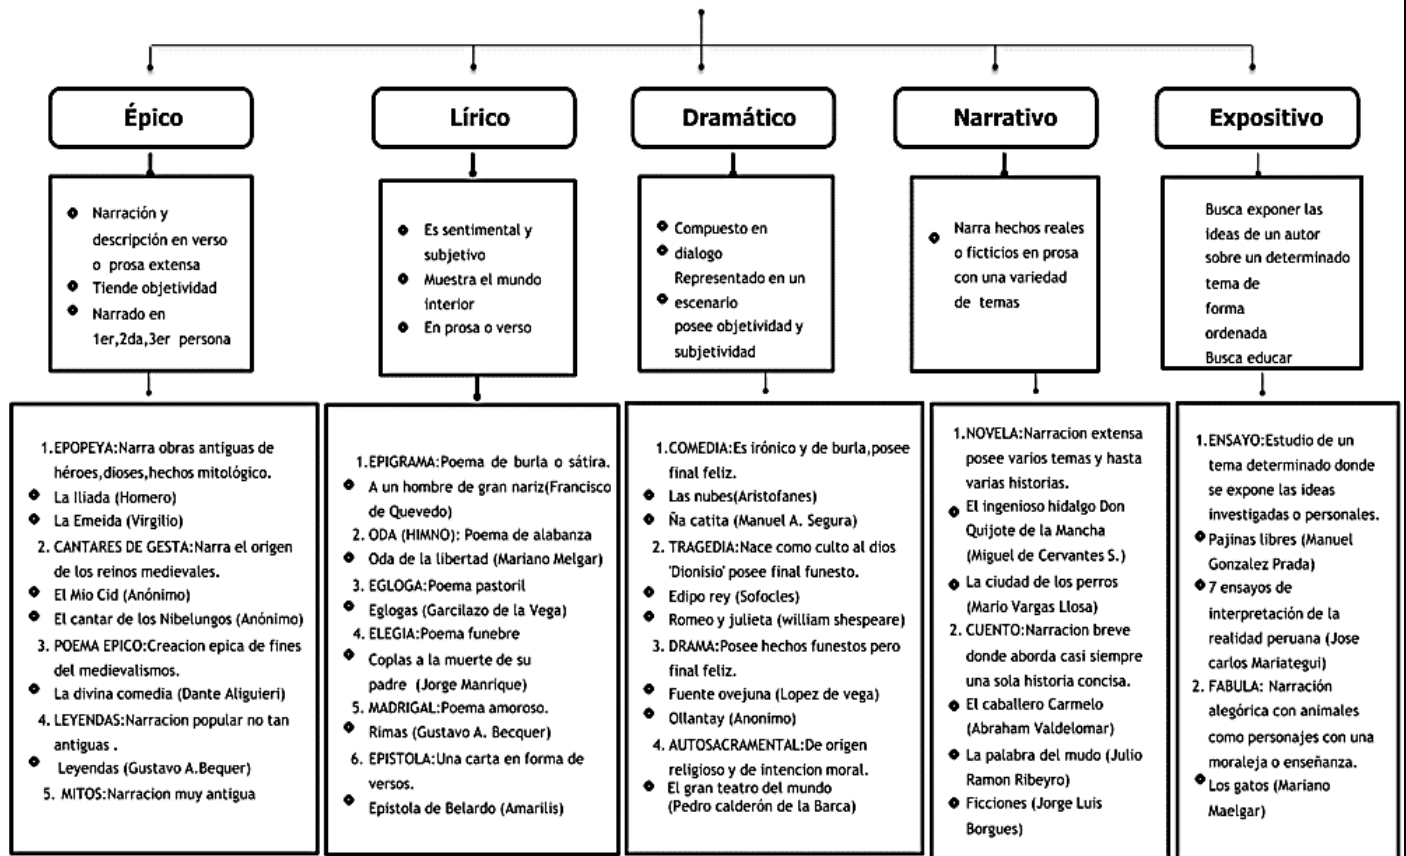 Épico
Narración y
descripción en verso
o prosa extensa
Tiende objetividad
Narrado en
1er,2da,3er persona
1.EPOPEYA:Narra obras antiguas de
héroes,dioses,hechos mitológico.
La Iliada (Homero)
La Emeida (Virgilio)
2. CANTARES DE GESTA:Narra el origen
de los reinos medievales.
El Mio Cid (Anónimo)
El cantar de los Nibelungos (Anónimo)
3. POEMA EPICO:Creacion epica de fines
del medievalismos.
La divina comedia (Dante Aliguieri)
4. LEYENDAS:Narracion popular no tan
antiguas .
Leyendas (Gustavo A.Bequer)
5. MITOS:Narracion muy antigua
Lírico
Es sentimental y
subjetivo
Muestra el mundo
interior
En prosa o verso
1.EPIGRAMA:Poema de burla o sátira.
A un hombre de gran nariz(Francisco
de Quevedo)
2. ODA (HIMNO): Poema de alabanza
Oda de la libertad (Mariano Melgar)
3. EGLOGA:Poema pastoril
Eglogas (Garcilazo de la Vega)
4. ELEGIA:Poema funebre
Coplas a la muerte de su
padre (Jorge Manrique)
5. MADRIGAL:Poema amoroso.
Rimas (Gustavo A. Becquer)
6. EPISTOLA:Una carta en forma de
versos.
Epistola de Belardo (Amarilis)
Dramático
Compuesto en
dialogo
Representado en un
escenario
posee objetividad y
subjetividad
1.COMEDIA:Es irónico y de burla,posee
final feliz.
Las nubes(Aristofanes)
Ña catita (Manuel A. Segura)
2. TRAGEDIA:Nace como culto al dios
'Dionisio' posee final funesto.
Edipo rey (Sofocles)
Romeo y julieta (william shespeare)
3. DRAMA:Posee hechos funestos pero
final feliz.
Fuente ovejuna (Lopez de vega)
Ollantay (Anonimo)
4. AUTOSACRAMENTAL:De origen
religioso y de intencion moral.
El gran teatro del mundo
(Pedro calderón de la Barca)
Narrativo
Narra hechos reales
o ficticios en prosa
con una variedad
de temas
1.NOVELA:Narracion extensa
posee varios temas y hasta
varias historias.
El ingenioso hidalgo Don
Quijote de la Mancha
(Miguel de Cervantes S.)
La ciudad de los perros
(Mario Vargas Llosa)
2. CUENTO:Narracion breve
donde aborda casi siempre
una sola historia concisa.
El caballero Carmelo
(Abraham Valdelomar)
La palabra del mudo (Julio
Ramon Ribeyro)
Ficciones (Jorge Luis
Borgues)
Expositivo
Busca exponer las
ideas de un autor
sobre un determinado
tema de
forma
ordenada
Busca educar
1.ENSAYO:Estudio de un
tema determinado donde
se expone las ideas
investigadas o personales.
Pajinas libres (Manuel
Gonzalez Prada)
7 ensayos de
interpretación de la
realidad peruana (Jose
carlos Mariategui)
2. FABULA: Narración
alegórica con animales
como personajes con una
moraleja o enseñanza.
Los gatos (Mariano
Maelgar)